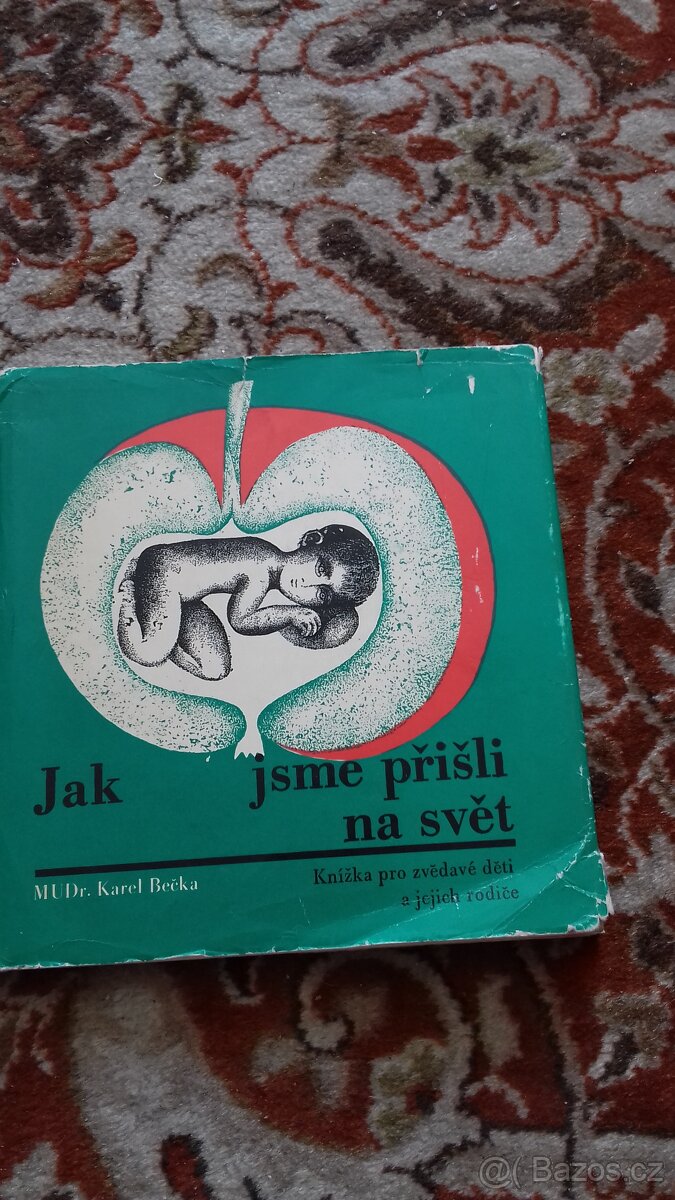 Jak jsme přišli
na svět
MUDr. Karel Bečka
Knížka pro zvědavé děti
a jejich rodiče
@( Bazos.cz